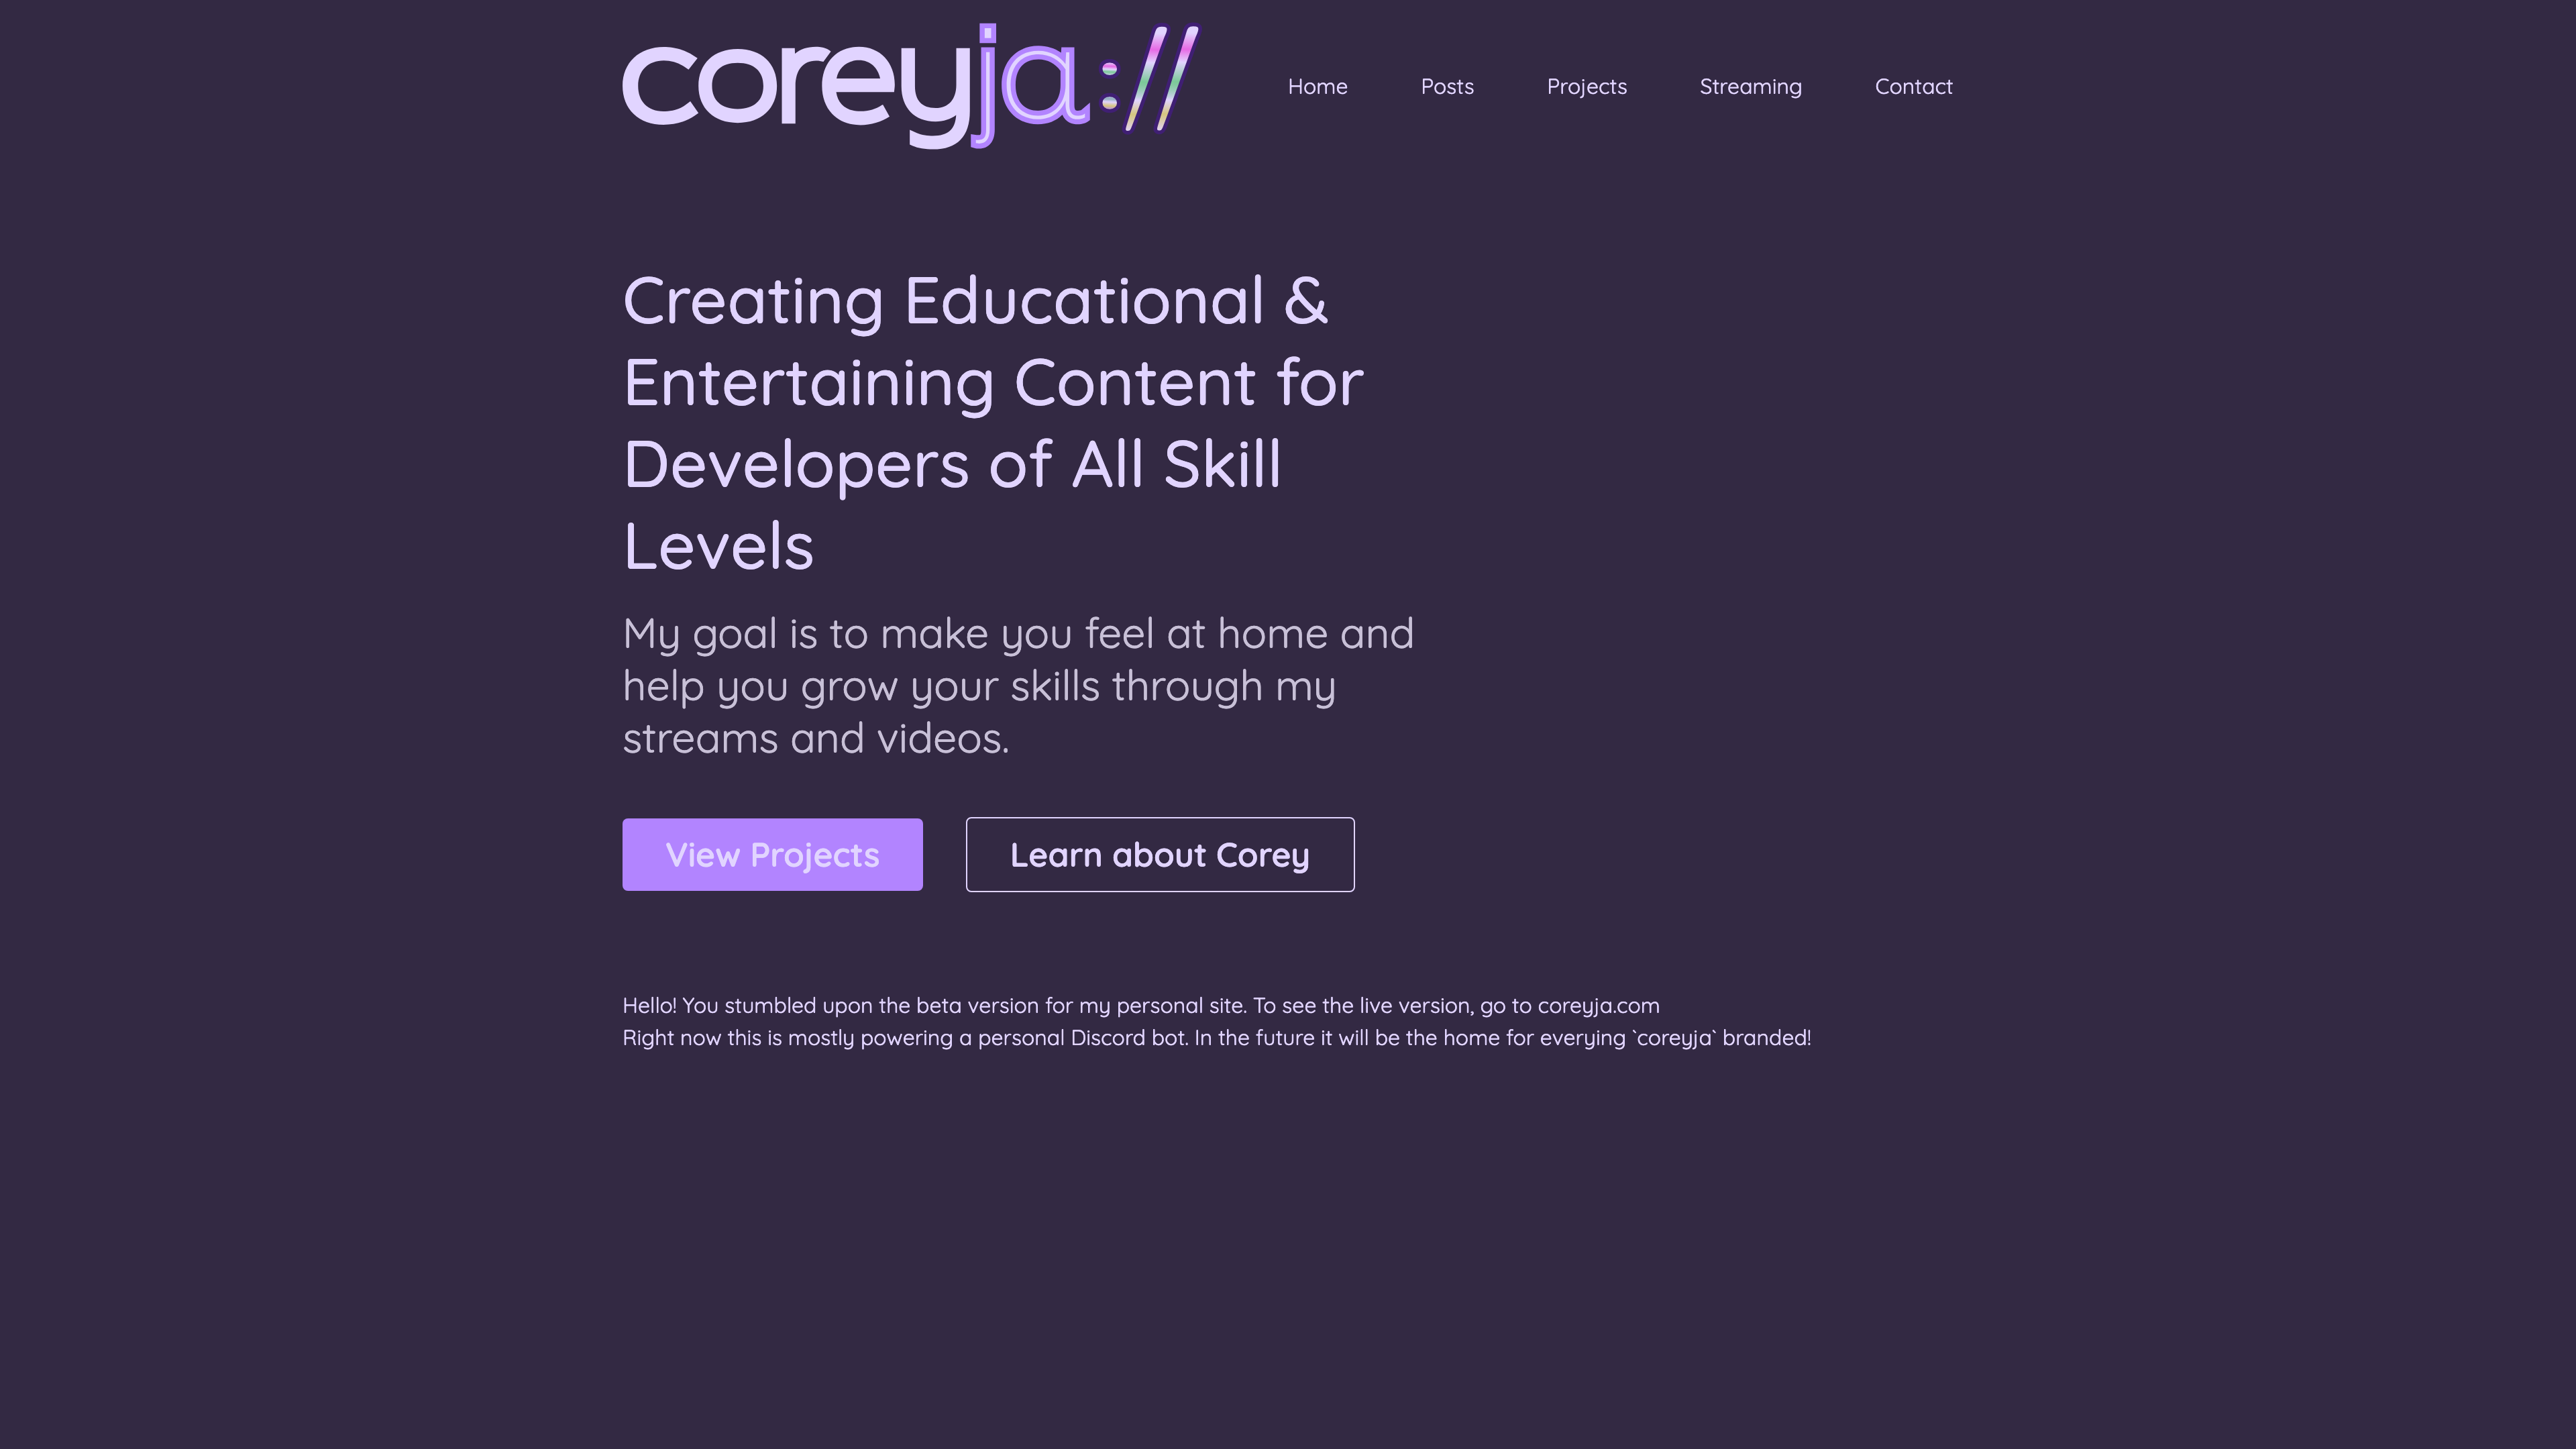 coreyja://
Home Posts Projects Streaming Contact
Creating Educational &
Entertaining Content for
Developers of All Skill
Levels
My goal is to make you feel at home and
help you grow your skills through my
streams and videos.
View Projects Learn about Corey
Hello! You stumbled upon the beta version for my personal site. To see the live version, go to coreyja.com
Right now this is mostly powering a personal Discord bot. In the future it will be the home for everying `coreyja` branded!